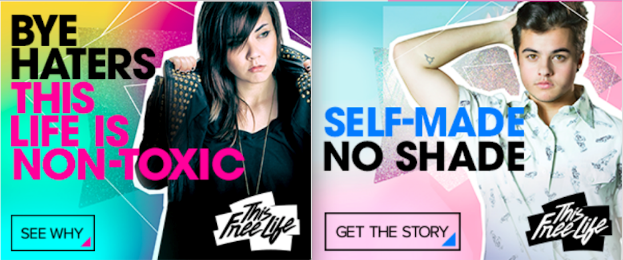 BYE
HATERS
THIS
LIFE IS
NON-TOXIC
SEE WHY
This
Free Life
SELF-MADE
NO SHADE
GET THE STORY
This
Free Life